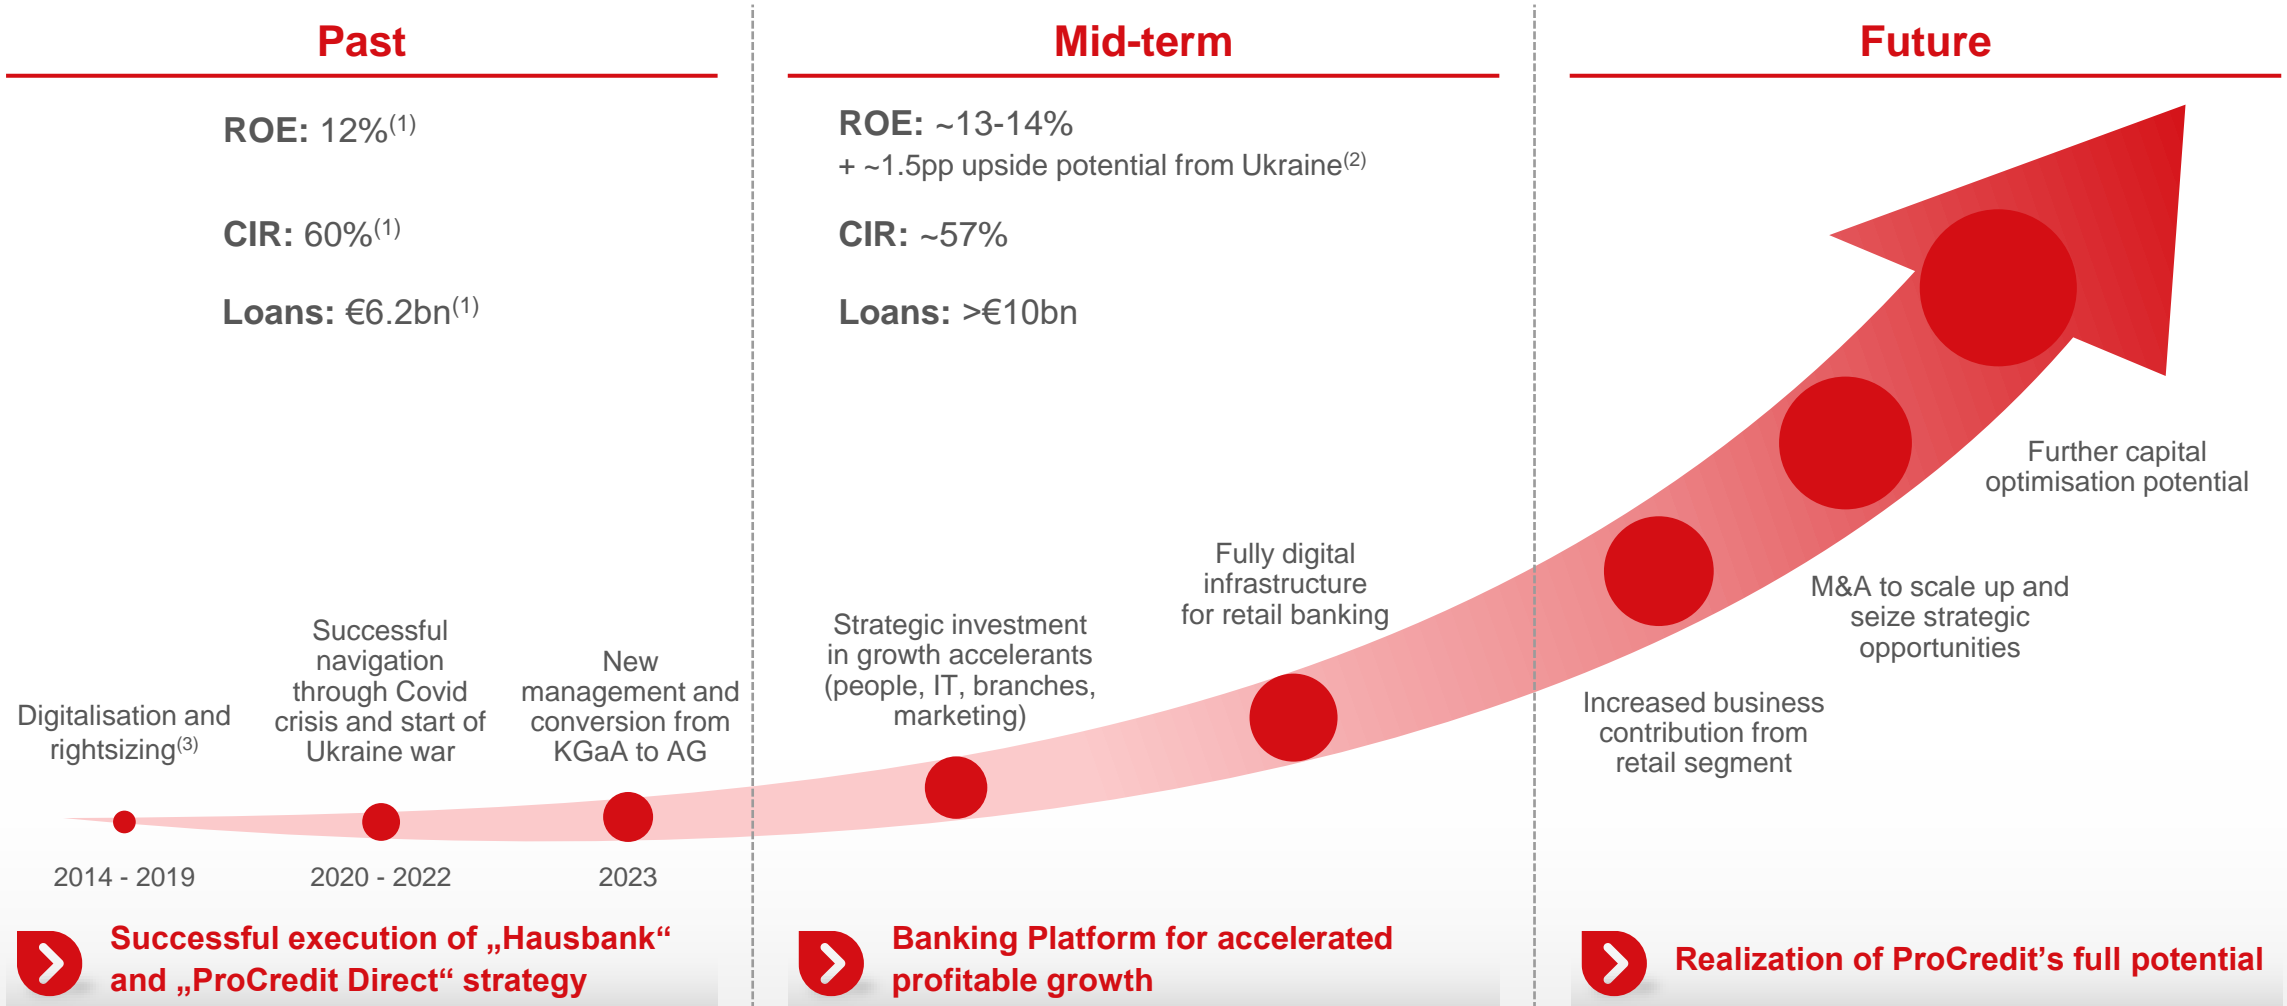 Past
ROE: 12%(1)
CIR: 60%(1)
Loans: €6.2bn(1)
Digitalisation and
rightsizing(3)
2014 - 2019
Successful
navigation
through Covid
crisis and start of
Ukraine war
2020 - 2022
New
management and
conversion from
KGaA to AG
2023
Successful execution of „Hausbank“
and „ProCredit Direct“ strategy
Mid-term
ROE: ~13-14%
+ ~1.5pp upside potential from Ukraine(2)
CIR: ~57%
Loans: >€10bn
Strategic investment
in growth accelerants
(people, IT, branches,
marketing)
Fully digital
infrastructure
for retail banking
Banking Platform for accelerated
profitable growth
Future
Increased business
contribution from
retail segment
M&A to scale up and
seize strategic
opportunities
Further capital
optimisation potential
Realization of ProCredit’s full potential